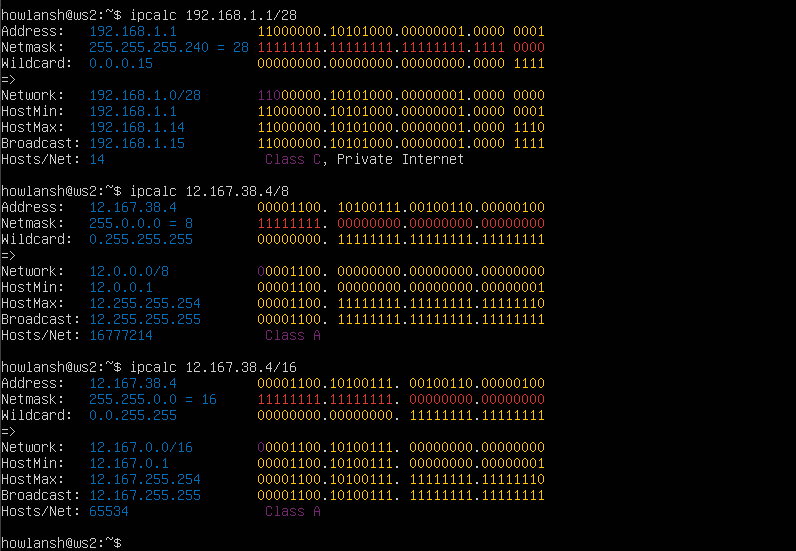 howlansh@ws2:~$ ipcalc 192.168.1.1/28
Address:   192.168.1.1          11000000.10101000.00000001.0000 0001
Netmask:   255.255.255.240 = 28 11111111.11111111.11111111.1111 0000
Wildcard:  0.0.0.15             00000000.00000000.00000000.0000 1111
=>
Network:   192.168.1.0/28       11000000.10101000.00000001.0000 0000
HostMin:   192.168.1.1          11000000.10101000.00000001.0000 0001
HostMax:   192.168.1.14         11000000.10101000.00000001.0000 1110
Broadcast: 192.168.1.15         11000000.10101000.00000001.0000 1111
Hosts/Net: 14                    Class C, Private Internet
howlansh@ws2:~$ ipcalc 12.167.38.4/8
Address:   12.167.38.4          00001100. 10100111.00100110.00000100
Netmask:   255.0.0.0 = 8        11111111. 00000000.00000000.00000000
Wildcard:  0.255.255.255        00000000. 11111111.11111111.11111111
=>
Network:   12.0.0.0/8           00001100. 00000000.00000000.00000000
HostMin:   12.0.0.1             00001100. 00000000.00000000.00000001
HostMax:   12.255.255.254       00001100. 11111111.11111111.11111110
Broadcast: 12.255.255.255       00001100. 11111111.11111111.11111111
Hosts/Net: 16777214              Class A
howlansh@ws2:~$ ipcalc 12.167.38.4/16
Address:   12.167.38.4          00001100.10100111. 00100110.00000100
Netmask:   255.255.0.0 = 16     11111111.11111111. 00000000.00000000
Wildcard:  0.0.255.255          00000000.00000000. 11111111.11111111
=>
Network:   12.167.0.0/16        00001100.10100111. 00000000.00000000
HostMin:   12.167.0.1           00001100.10100111. 00000000.00000001
HostMax:   12.167.255.254       00001100.10100111. 11111111.11111110
Broadcast: 12.167.255.255       00001100.10100111. 11111111.11111111
Hosts/Net: 65534                 Class A
howlansh@ws2:~$